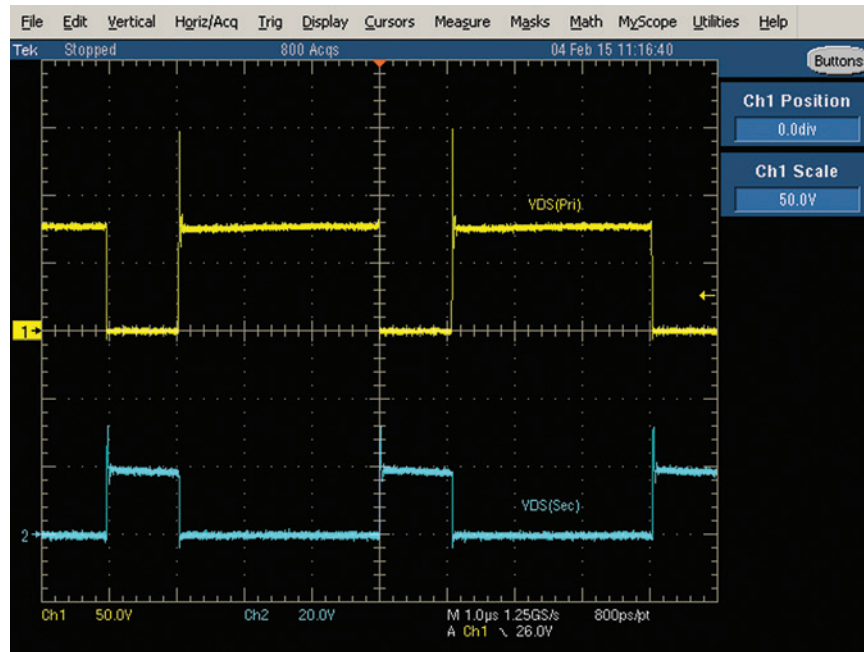 File Edit Vertical Horiz/Acq Trig Display Cursors Measure Masks Math MyScope Utilities Help
Tek Stopped 800 Acqs 04 Feb 15 11:16:40
Buttons
Ch1 Position
0.0div
Ch1 Scale
50.0V
VDS(Pri)
1
VDS(Sec)
2
Ch1 50.0V Ch2 20.0V M 1.0µs 1.25GS/s 800ps/pt
A Ch1 \ 26.0V